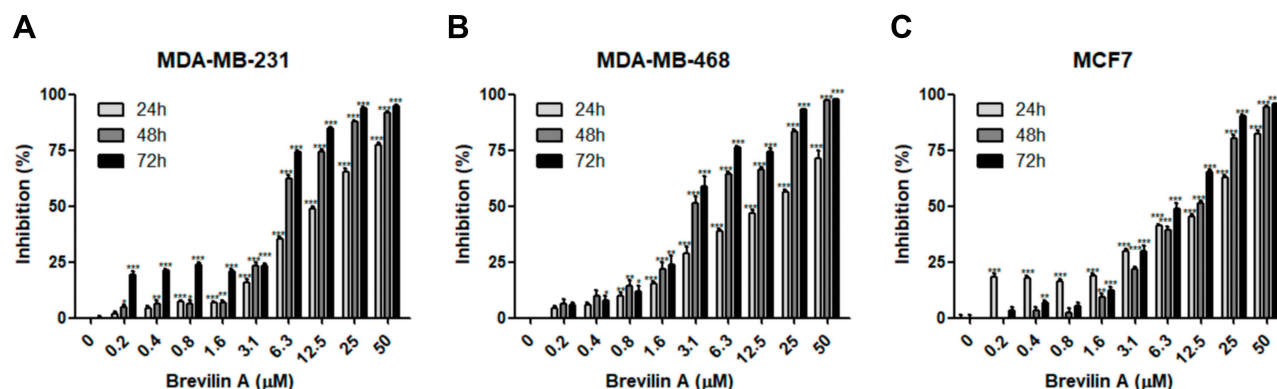 A
MDA-MB-231
Inhibition (%)
100
75
50
25
0
24h
48h
72h
0 0.2 0.4 0.8 1.6 3.1 6.3 12.5 25 50
Brevilin A (μM)
B
MDA-MB-468
Inhibition (%)
100
75
50
25
0
24h
48h
72h
0 0.2 0.4 0.8 1.6 3.1 6.3 12.5 25 50
Brevilin A (μM)
C
MCF7
Inhibition (%)
100
75
50
25
0
24h
48h
72h
0 0.2 0.4 0.8 1.6 3.1 6.3 12.5 25 50
Brevilin A (μM)